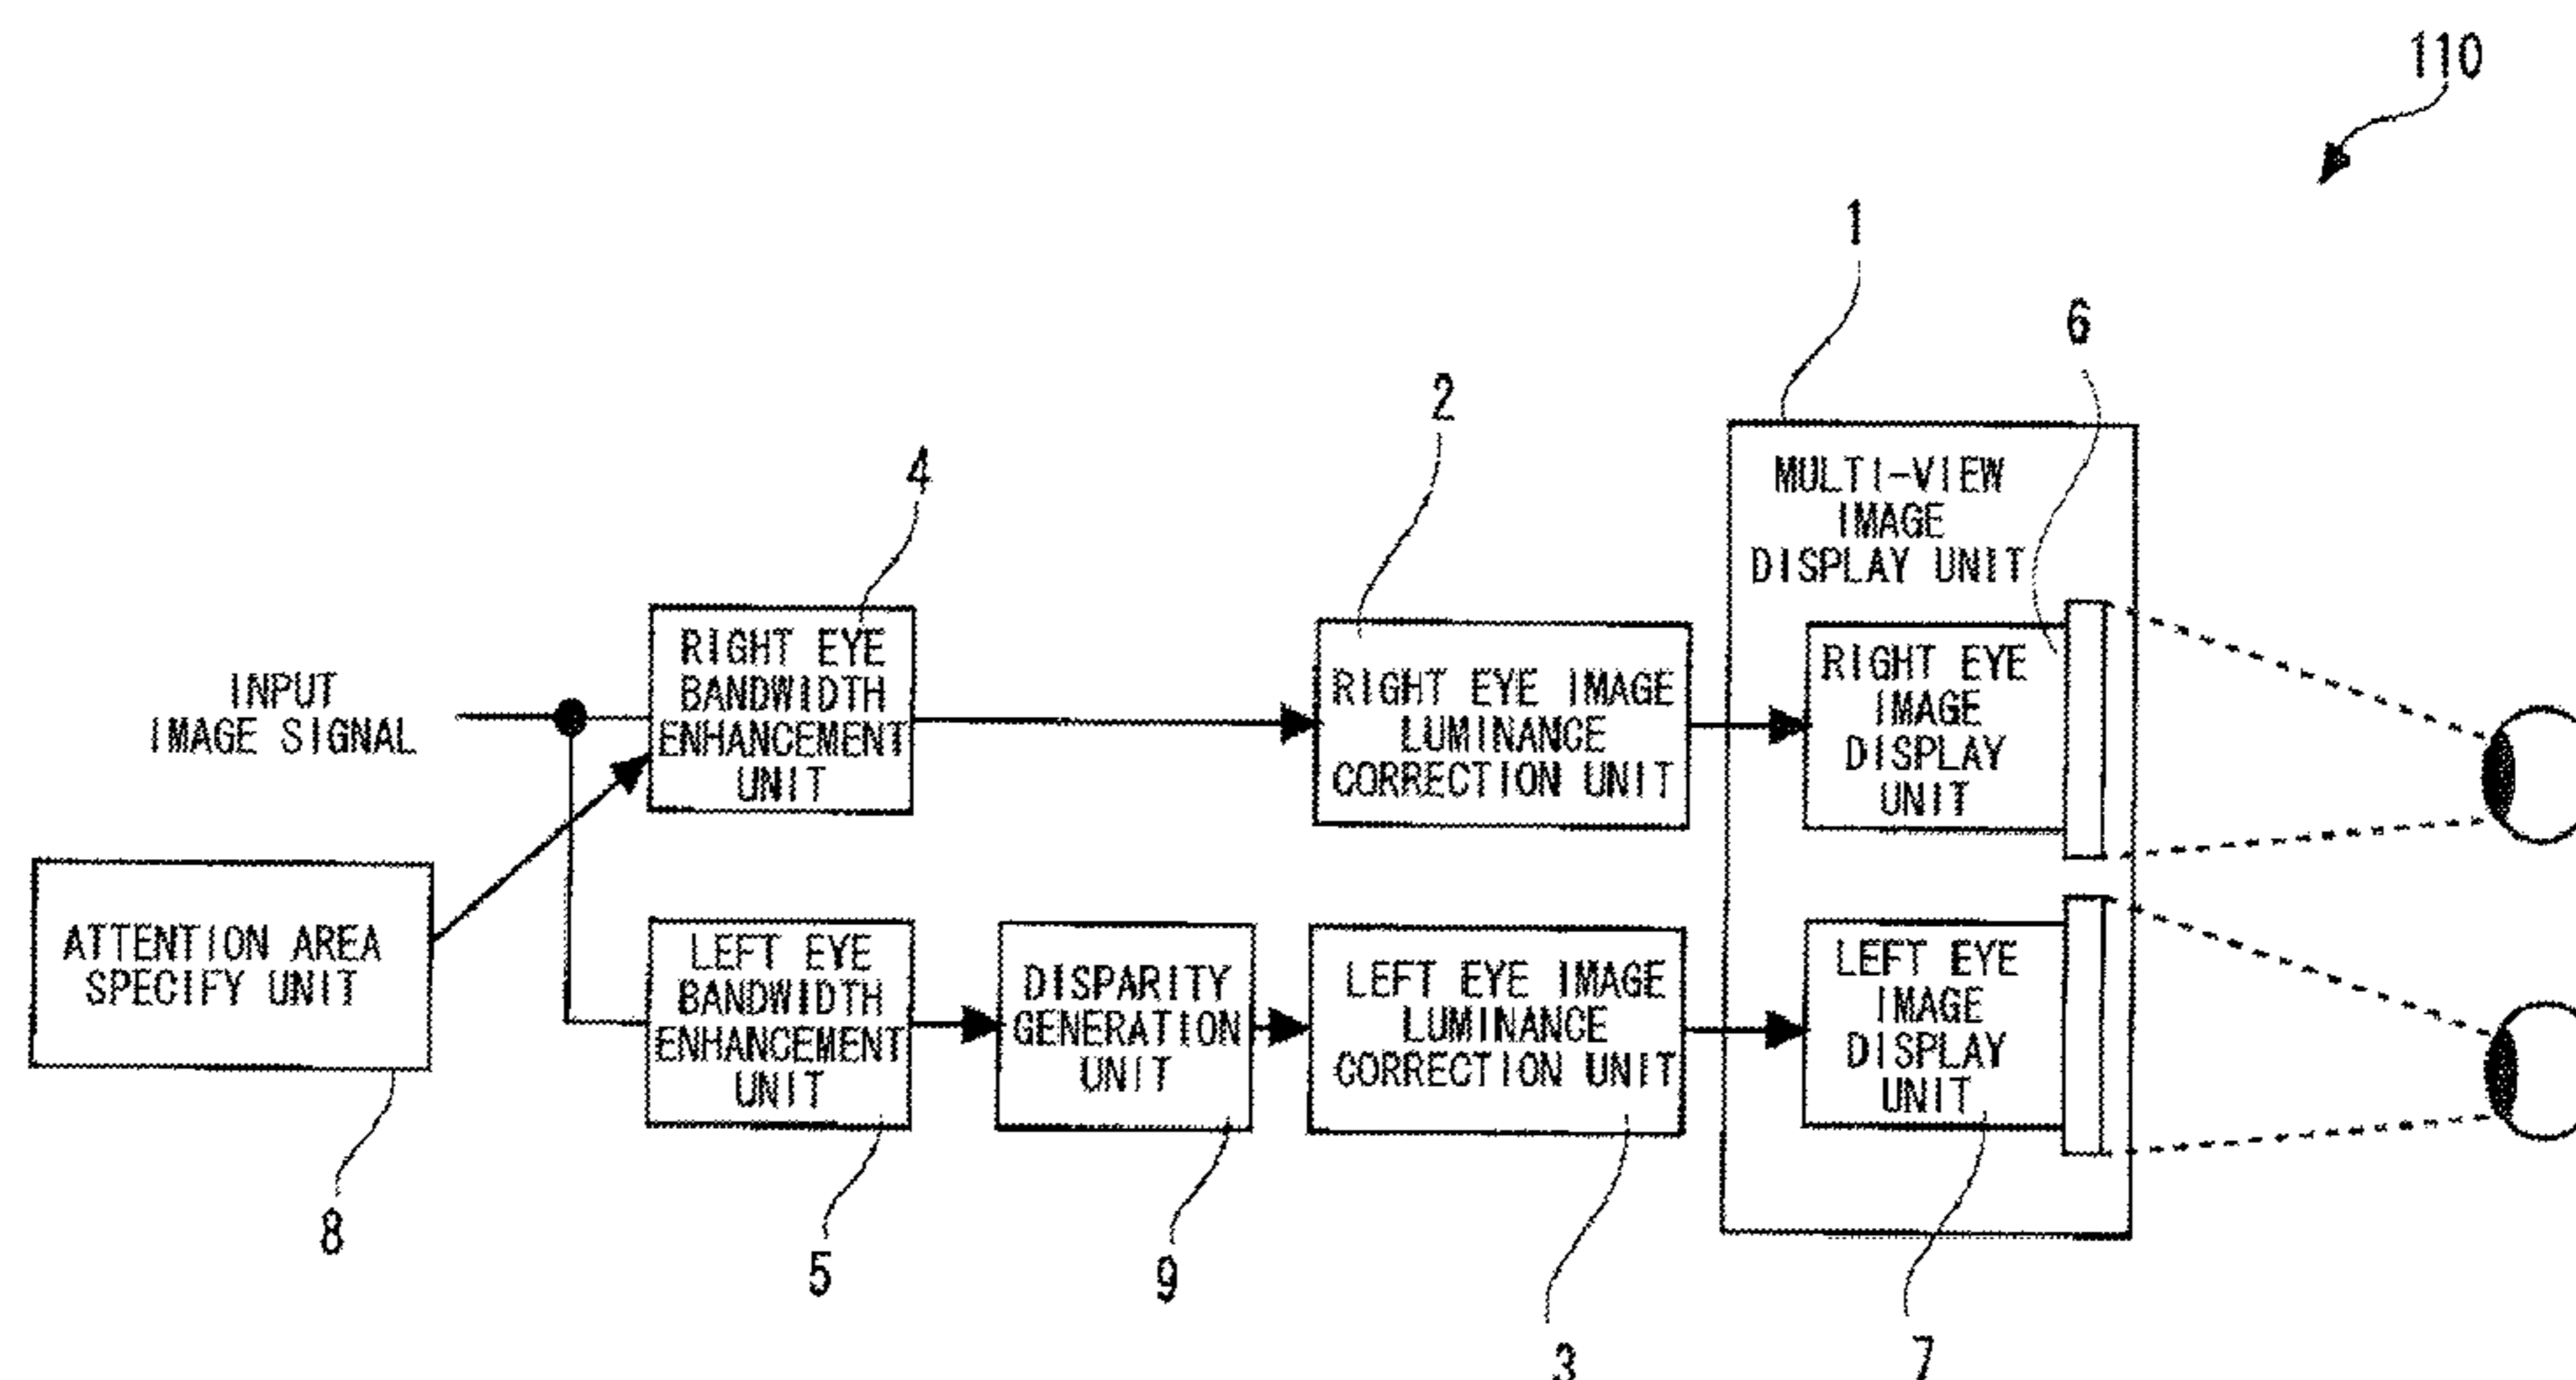 110
1
6
2
4
MULTI-VIEW
IMAGE
DISPLAY UNIT
INPUT
IMAGE SIGNAL
RIGHT EYE
BANDWIDTH
ENHANCEMENT
UNIT
RIGHT EYE IMAGE
LUMINANCE
CORRECTION UNIT
RIGHT EYE
IMAGE
DISPLAY
UNIT
ATTENTION AREA
SPECIFY UNIT
LEFT EYE
BANDWIDTH
ENHANCEMENT
UNIT
DISPARITY
GENERATION
UNIT
LEFT EYE IMAGE
LUMINANCE
CORRECTION UNIT
LEFT EYE
IMAGE
DISPLAY
UNIT
8
5
9
3
7